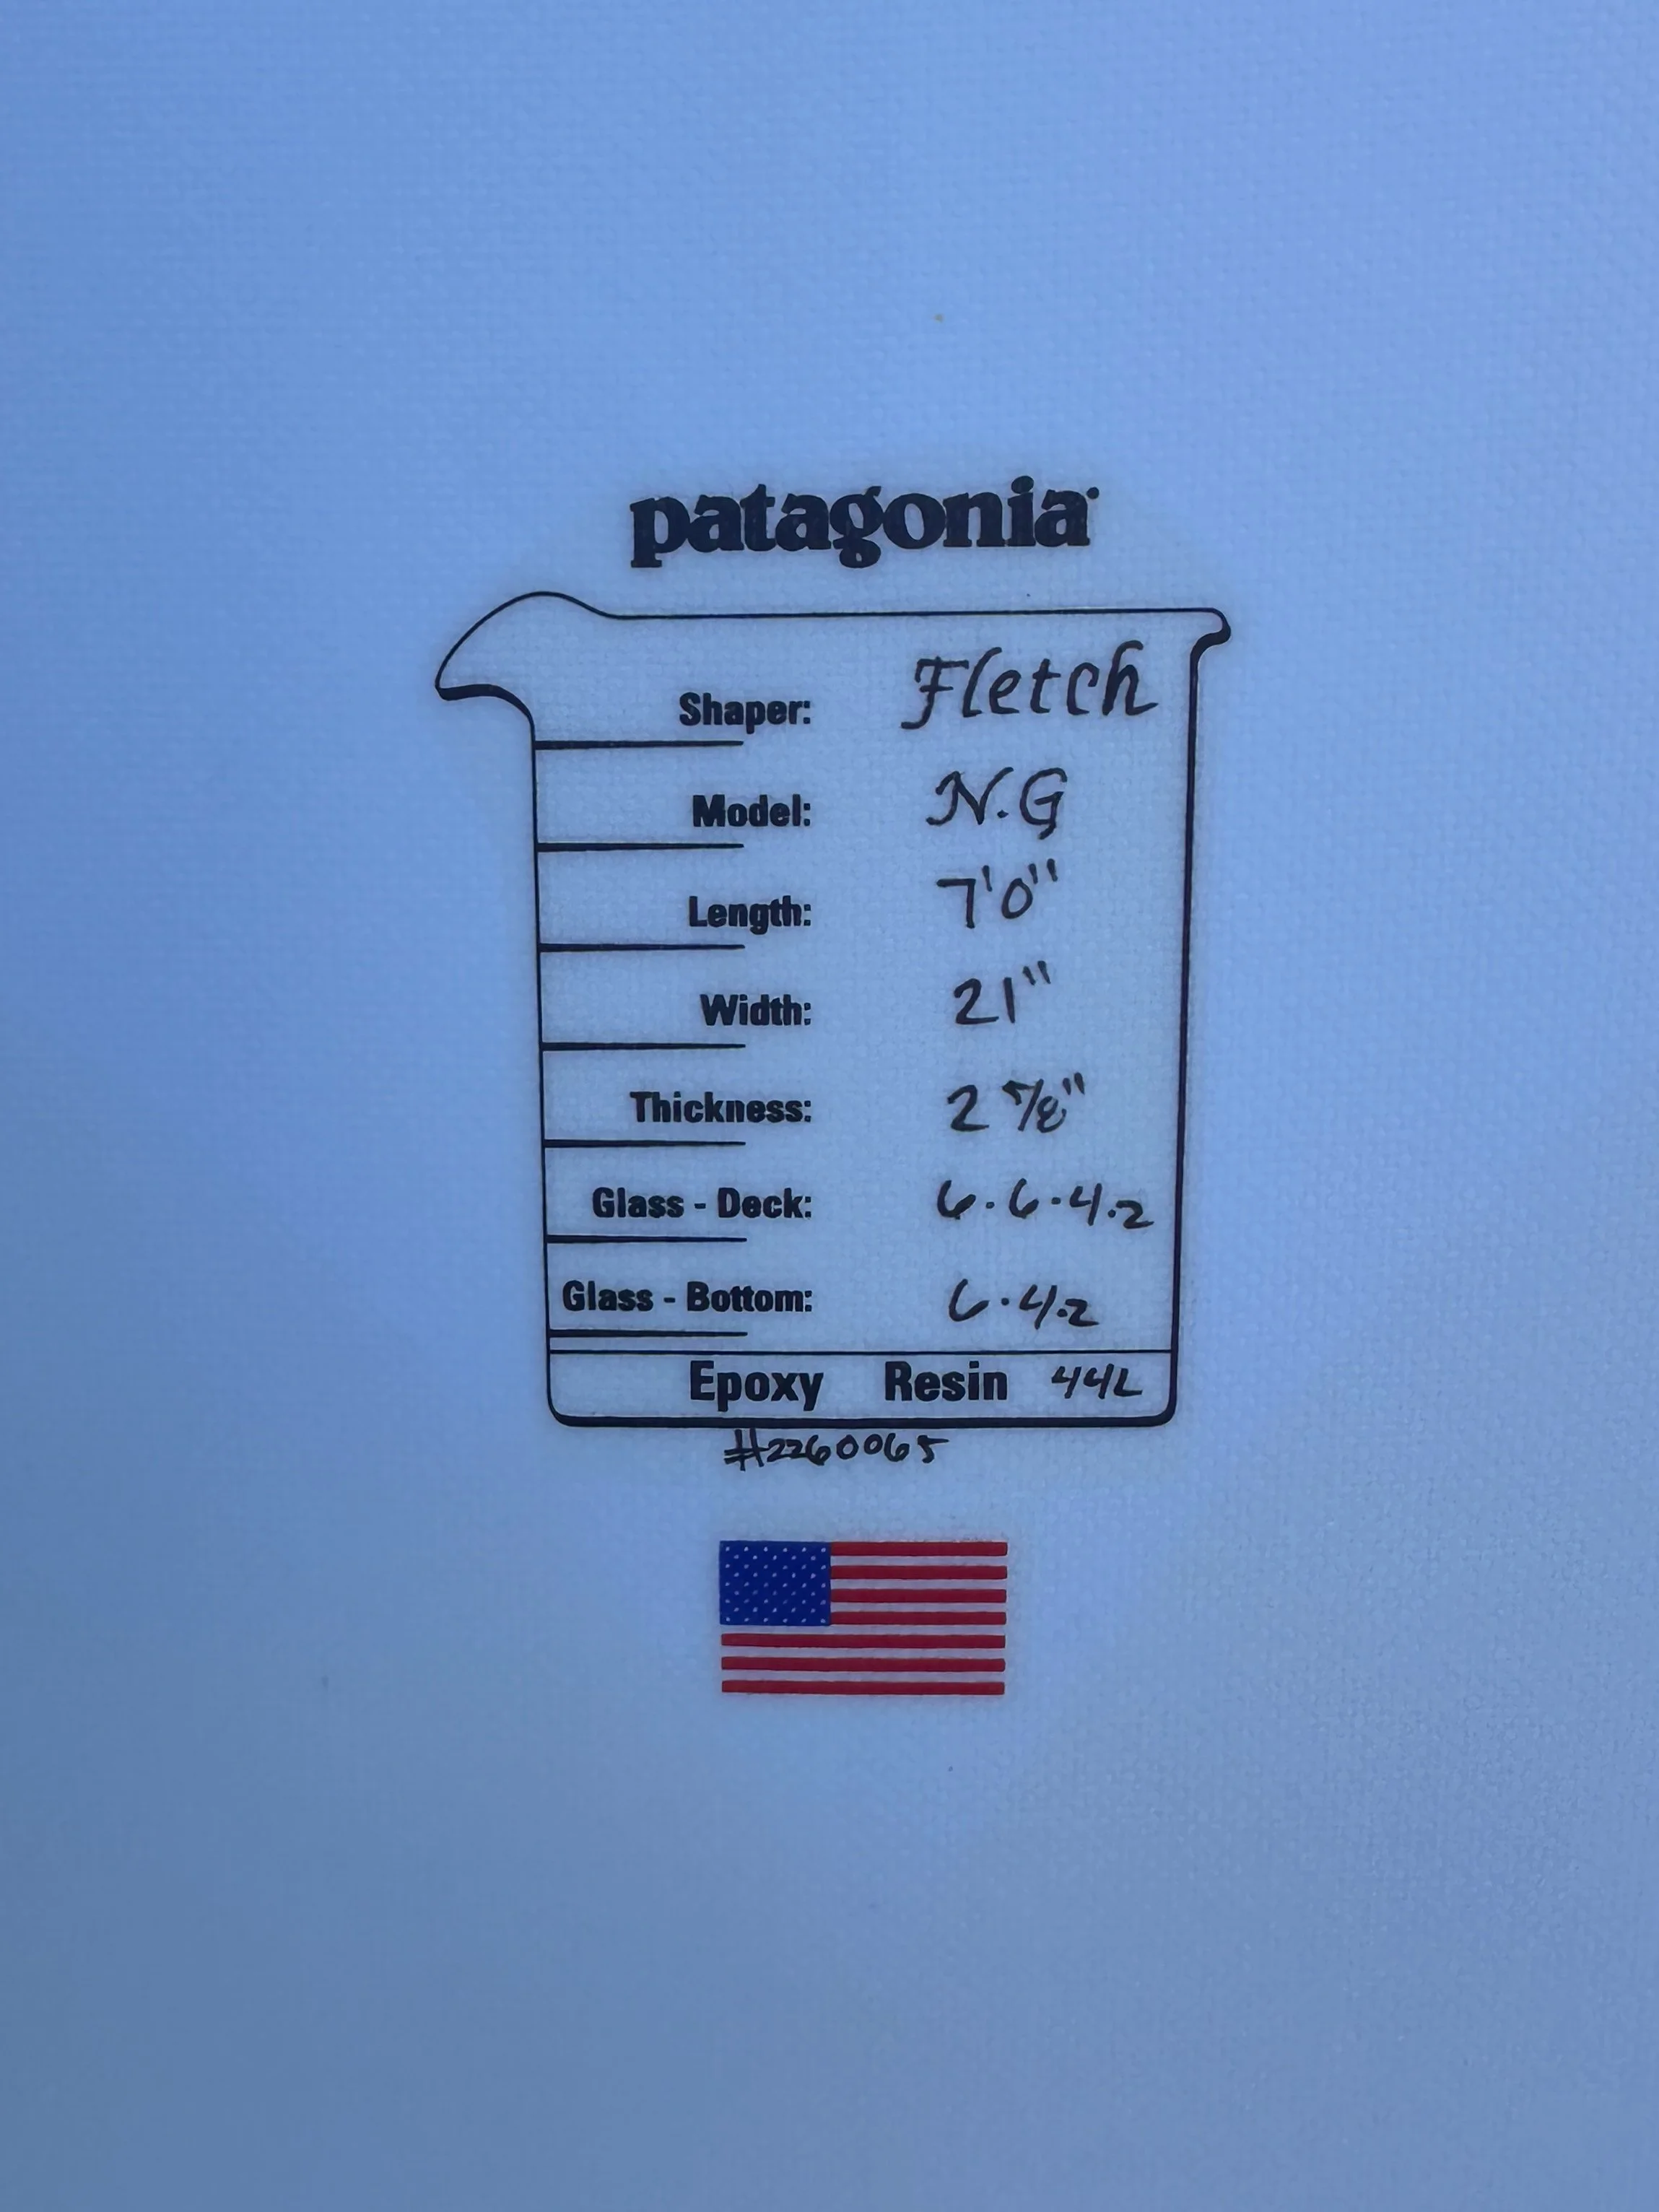 patagonia
Shaper: Fletch
Model: N.G
Length: 7'0"
Width: 21"
Thickness: 2 7/8"
Glass - Deck: 6.6.4.2
Glass - Bottom: 6.4.2
Epoxy Resin 44L
#2260065